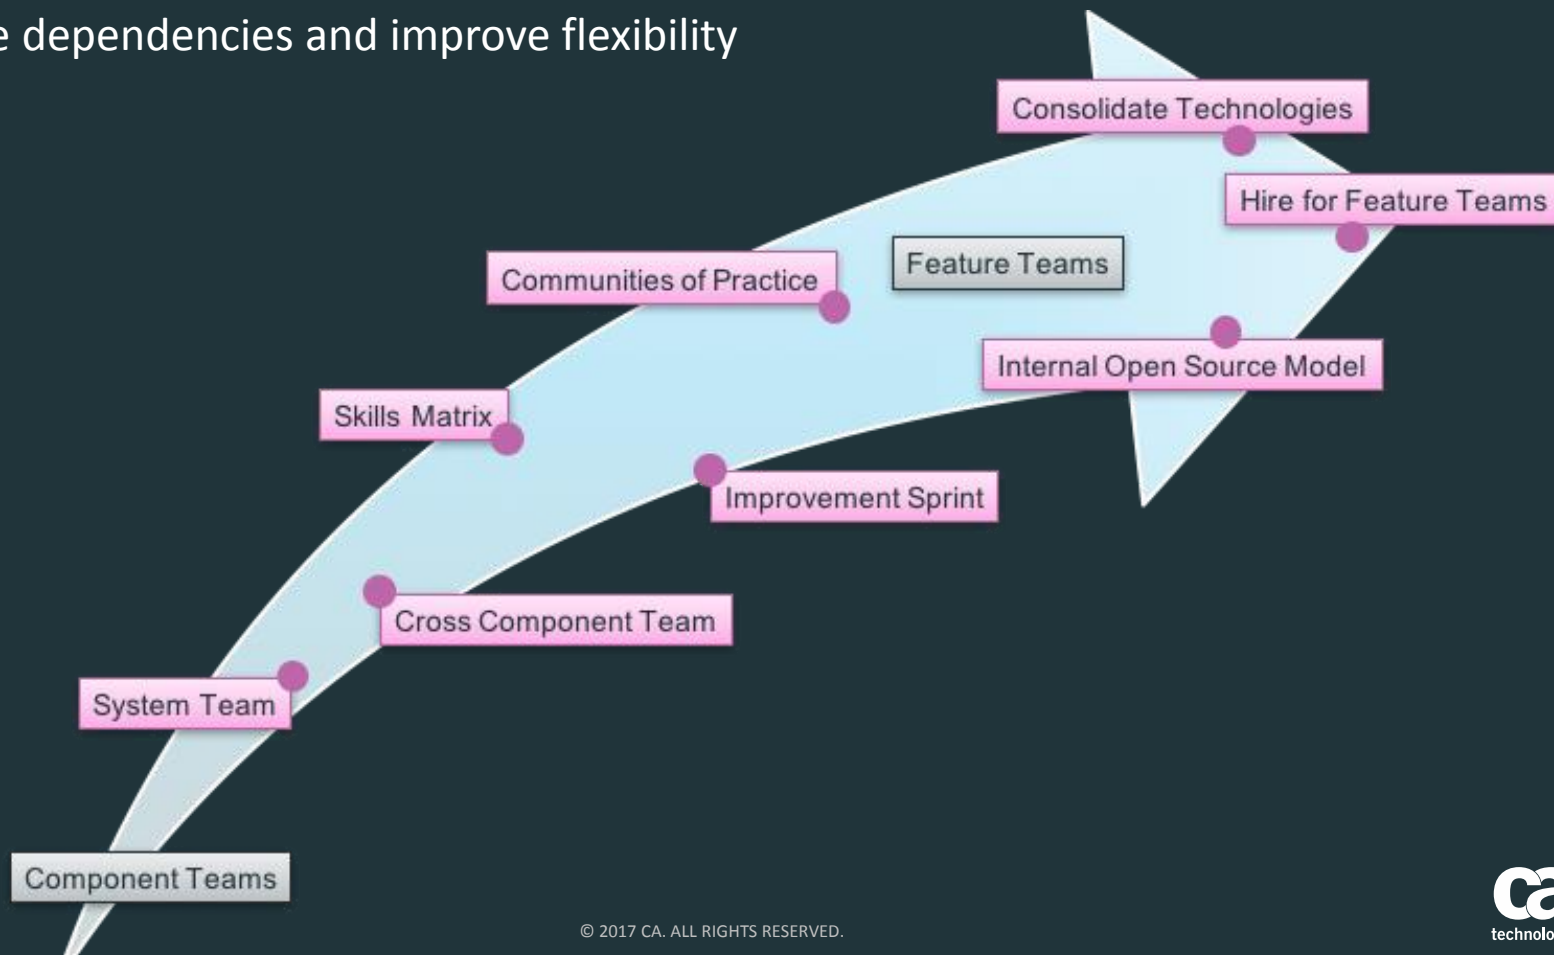 e dependencies and improve flexibility
Consolidate Technologies
Hire for Feature Teams
Communities of Practice
Feature Teams
Internal Open Source Model
Skills Matrix
Improvement Sprint
Cross Component Team
System Team
Component Teams
ca
technolo
© 2017 CA. ALL RIGHTS RESERVED.